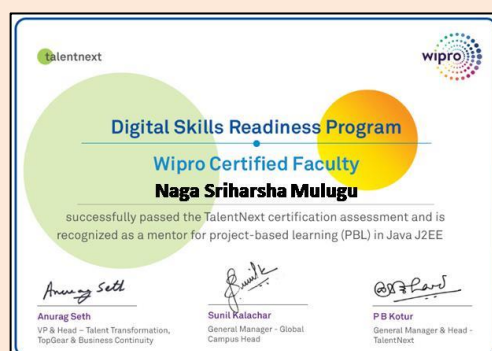 talentnext
wipro
Digital Skills Readiness Program
Wipro Certified Faculty
Naga Sriharsha Mulugu
successfully passed the TalentNext certification assessment and is
recognized as a mentor for project-based learning (PBL) in Java J2EE
Anurag Seth
Anurag Seth
VP & Head – Talent Transformation,
TopGear & Business Continuity
Sunil Kalachar
General Manager - Global
Campus Head
P B Kotur
General Manager & Head -
TalentNext